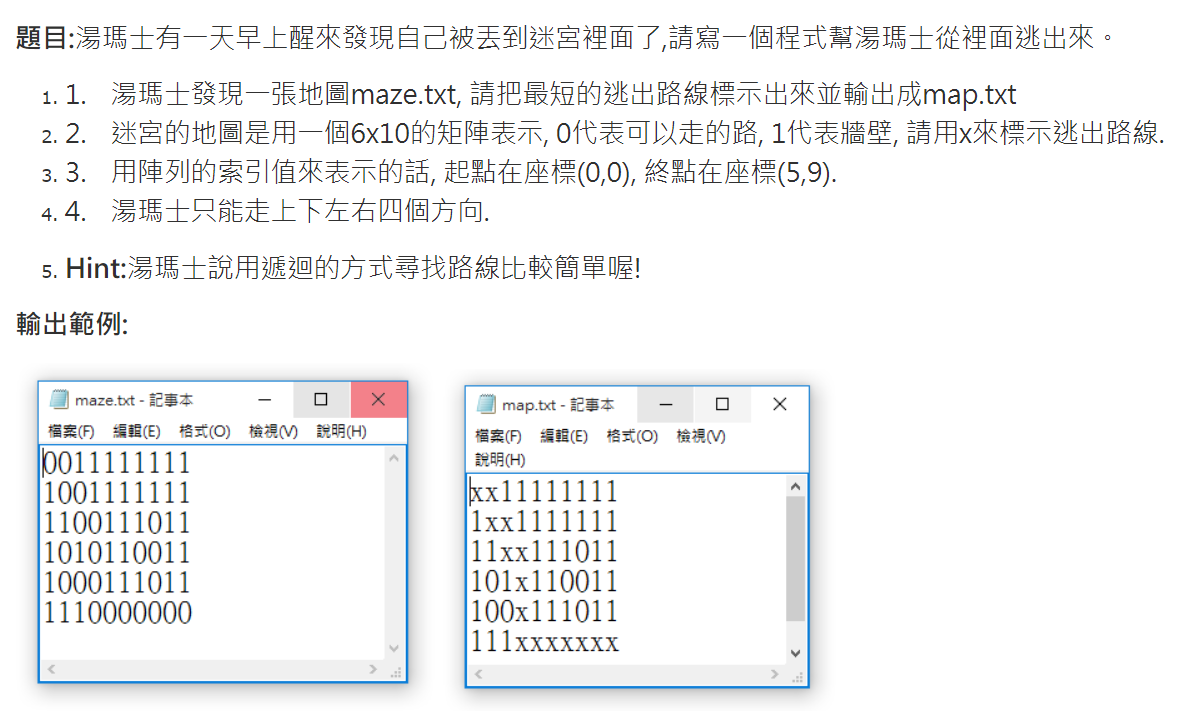 題目:湯瑪士有一天早上醒來發現自己被丟到迷宮裡面了,請寫一個程式幫湯瑪士從裡面逃出來。
1. 1. 湯瑪士發現一張地圖maze.txt, 請把最短的逃出路線標示出來並輸出成map.txt
2. 2. 迷宮的地圖是用一個6x10的矩陣表示, 0代表可以走的路, 1代表牆壁, 請用x來標示逃出路線.
3. 3. 用陣列的索引值來表示的話, 起點在座標(0,0), 終點在座標(5,9).
4. 4. 湯瑪士只能走上下左右四個方向.
5. Hint:湯瑪士說用遞迴的方式尋找路線比較簡單喔!
輸出範例:
maze.txt - 記事本
檔案(F) 編輯(E) 格式(O) 檢視(V) 說明(H)
0011111111
1001111111
1100111011
1010110011
1000111011
1110000000
map.txt - 記事本
檔案(F) 編輯(E) 格式(O) 檢視(V)
說明(H)
xx11111111
1xx1111111
11xx111011
101x110011
100x111011
111xxxxxxx